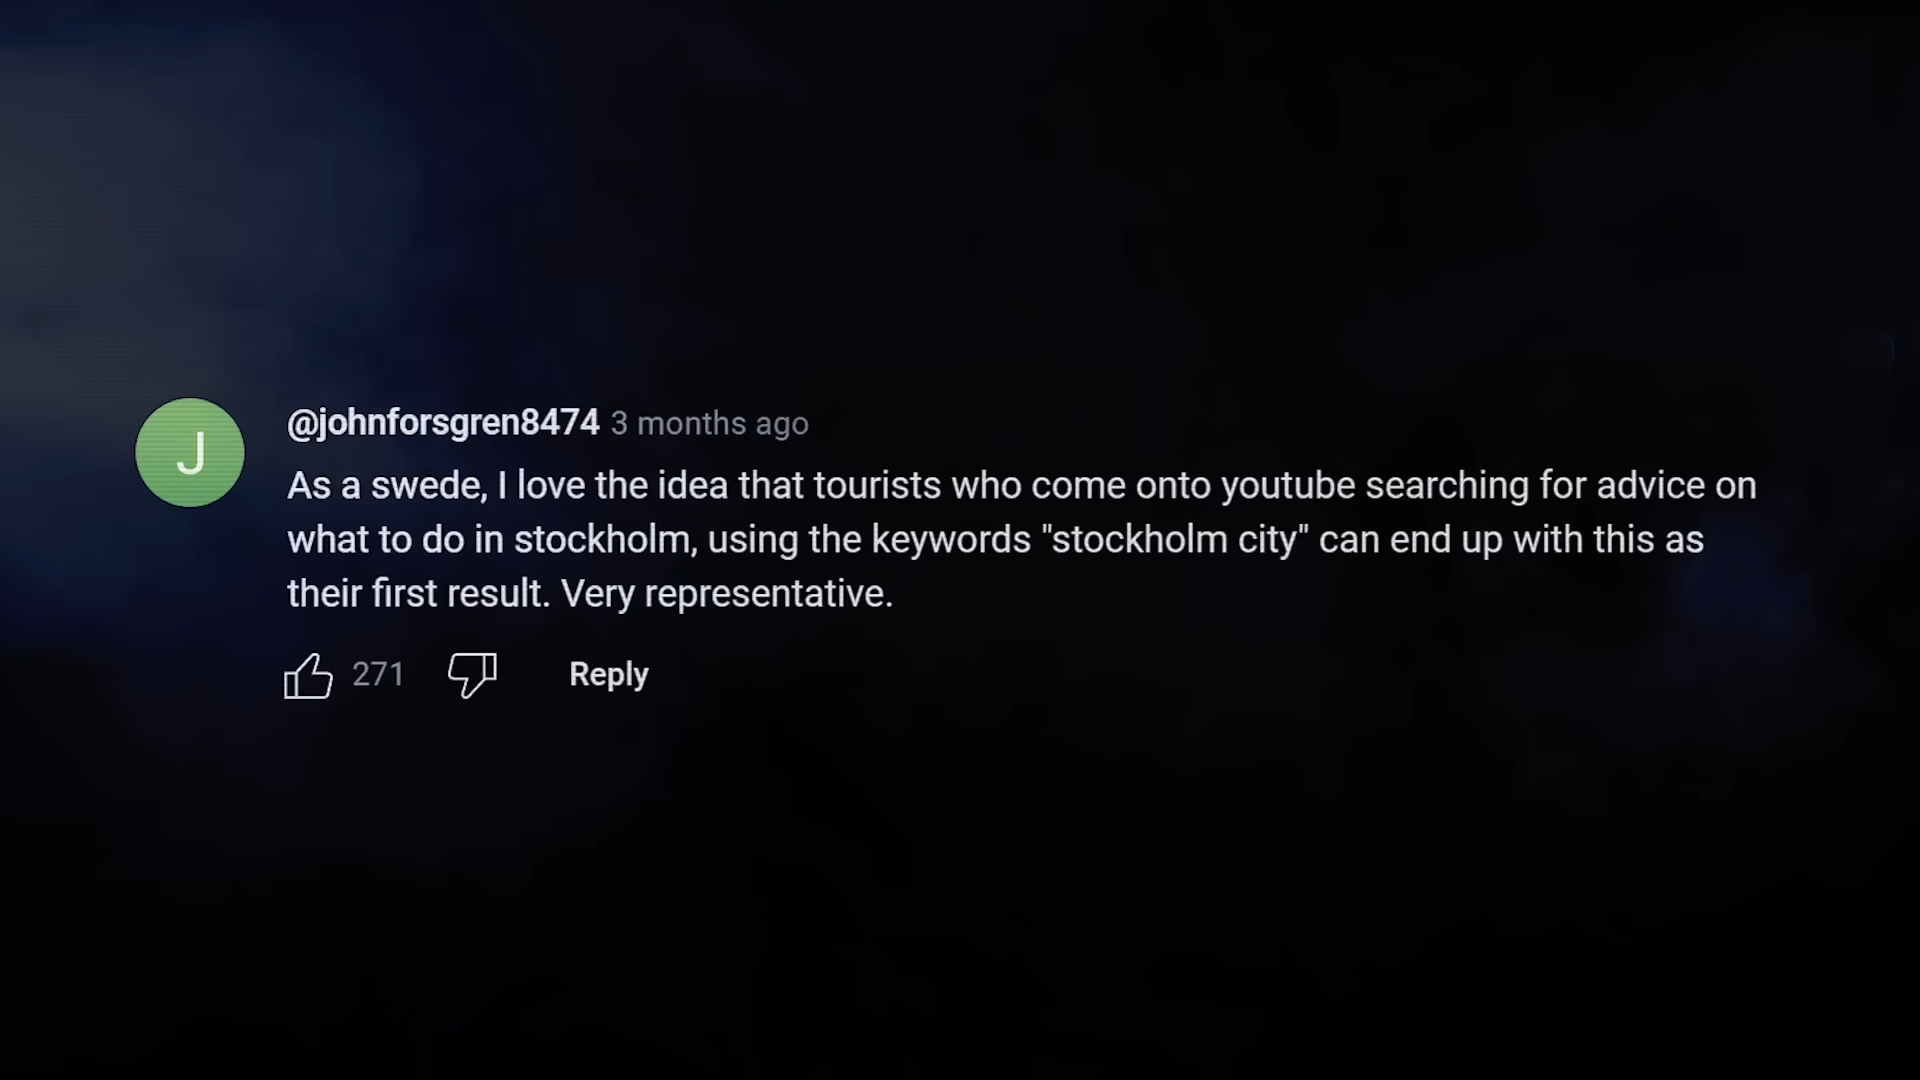 J
@johnforsgren8474 3 months ago
As a swede, I love the idea that tourists who come onto youtube searching for advice on
what to do in stockholm, using the keywords "stockholm city" can end up with this as
their first result. Very representative.
271 Reply